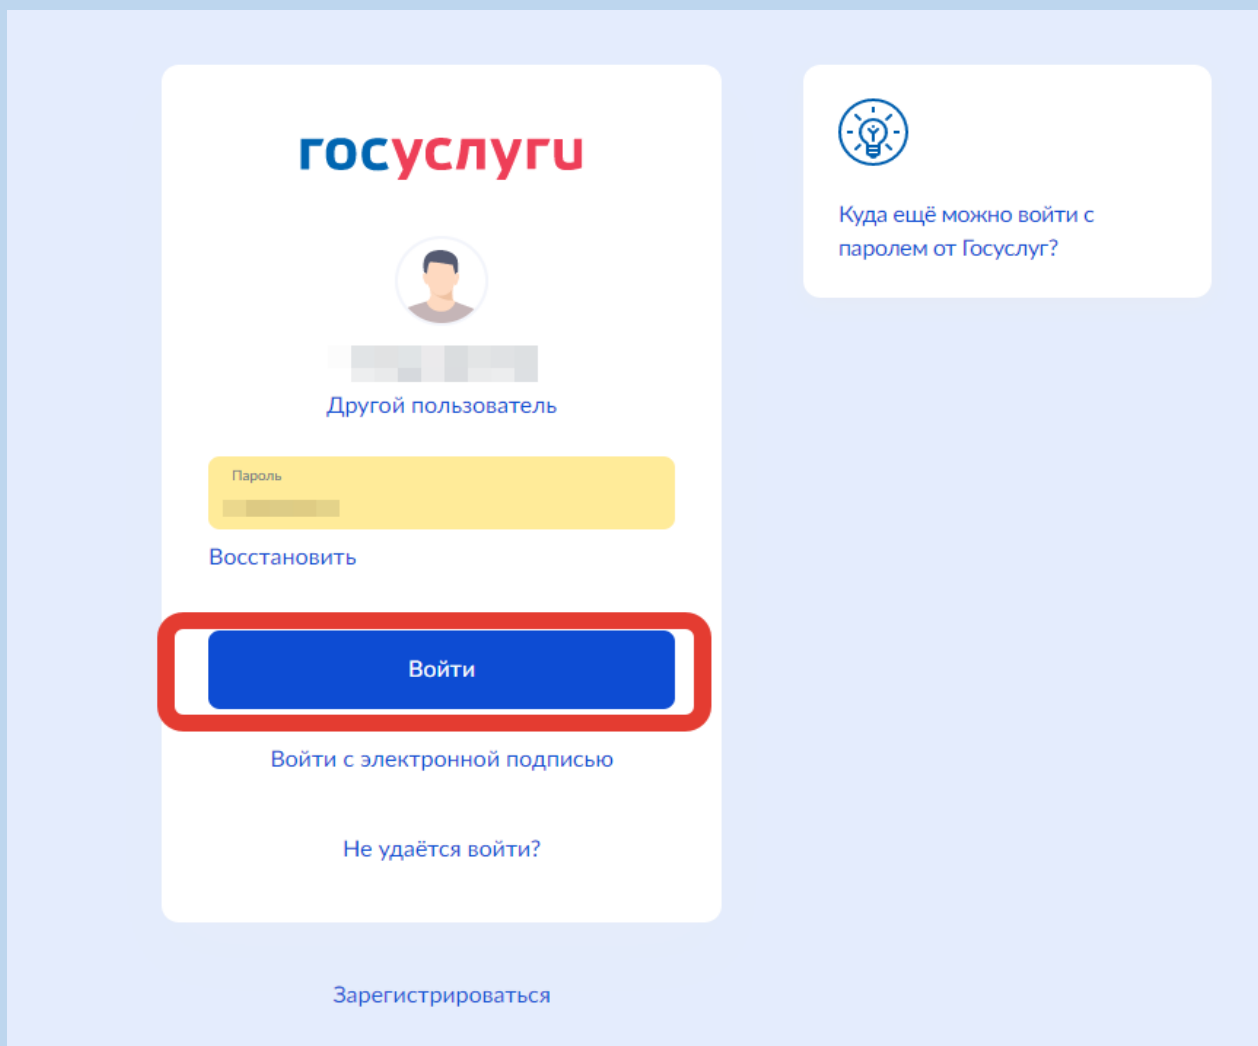 госуслуги
Другой пользователь
Пароль
Восстановить
Войти
Войти с электронной подписью
Не удаётся войти?
Зарегистрироваться
Куда ещё можно войти с
паролем от Госуслуг?